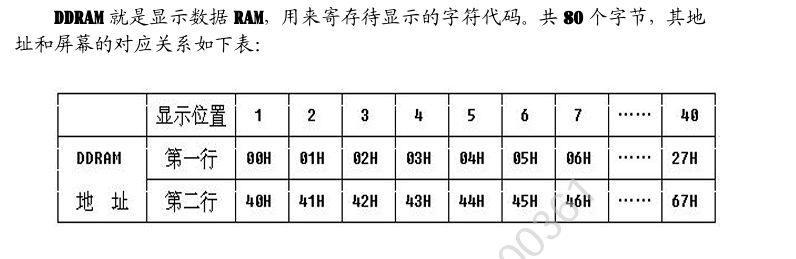 DDRAM 就是显示数据 RAM，用来寄存待显示的字符代码。共 80 个字节，其地
址和屏幕的对应关系如下表：
显示位置 1 2 3 4 5 6 7 …… 40
DDRAM 第一行 00H 01H 02H 03H 04H 05H 06H …… 27H
地 址 第二行 40H 41H 42H 43H 44H 45H 46H …… 67H
00361